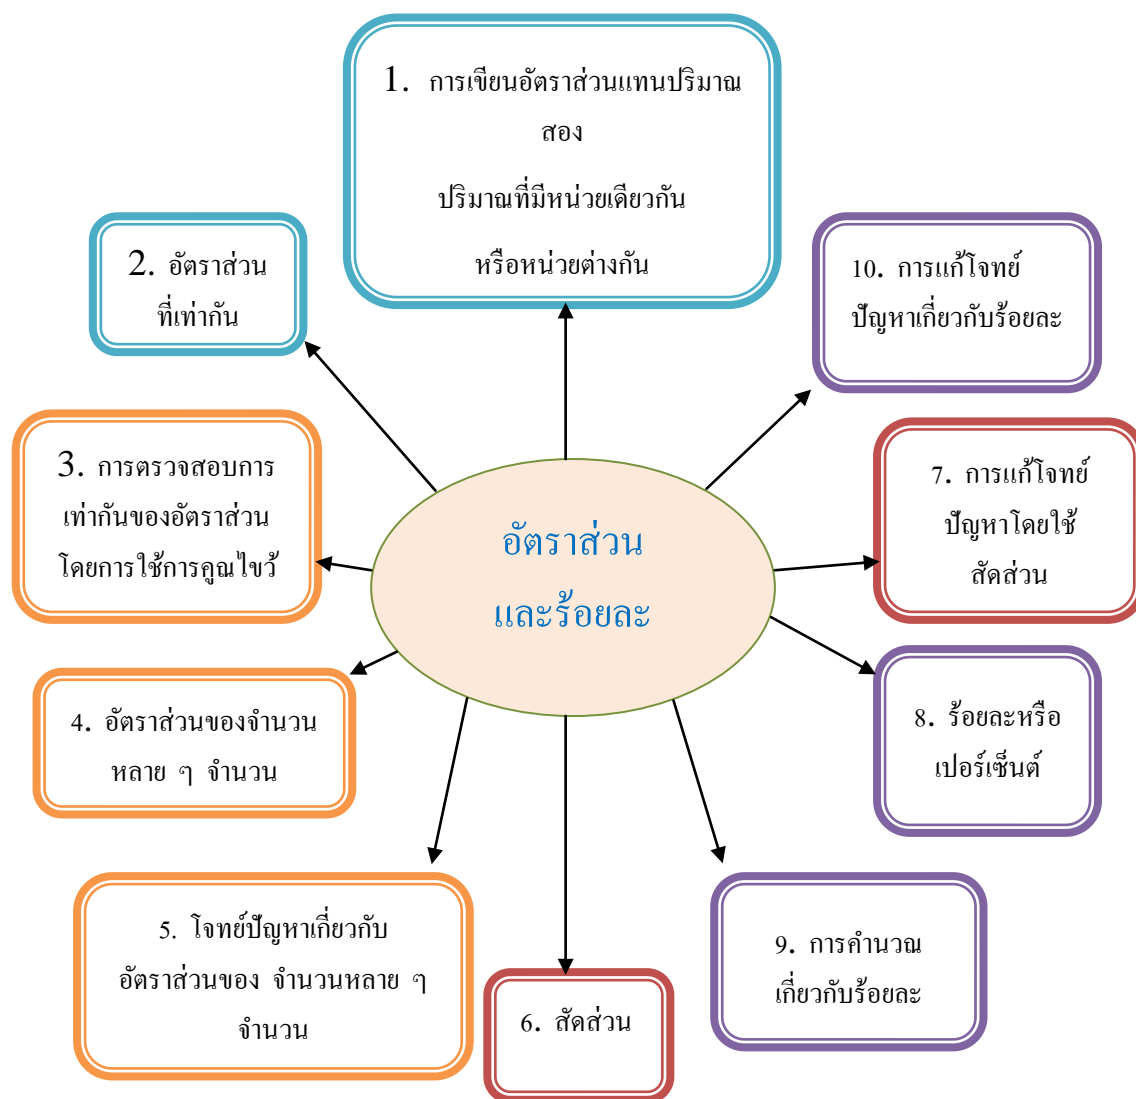 1. การเขียนอัตราส่วนแทนปริมาณ
สอง
ปริมาณที่มีหน่วยเดียวกัน
หรือหน่วยต่างกัน
2. อัตราส่วน
ที่เท่ากัน
10. การแก้โจทย์
ปัญหาเกี่ยวกับร้อยละ
3. การตรวจสอบการ
เท่ากันของอัตราส่วน
โดยการใช้การคูณไขว้
7. การแก้โจทย์
ปัญหาโดยใช้
สัดส่วน
อัตราส่วน
และร้อยละ
4. อัตราส่วนของจำนวน
หลาย ๆ จำนวน
8. ร้อยละหรือ
เปอร์เซ็นต์
5. โจทย์ปัญหาเกี่ยวกับ
อัตราส่วนของ จำนวนหลาย ๆ
จำนวน
6. สัดส่วน
9. การคำนวณ
เกี่ยวกับร้อยละ